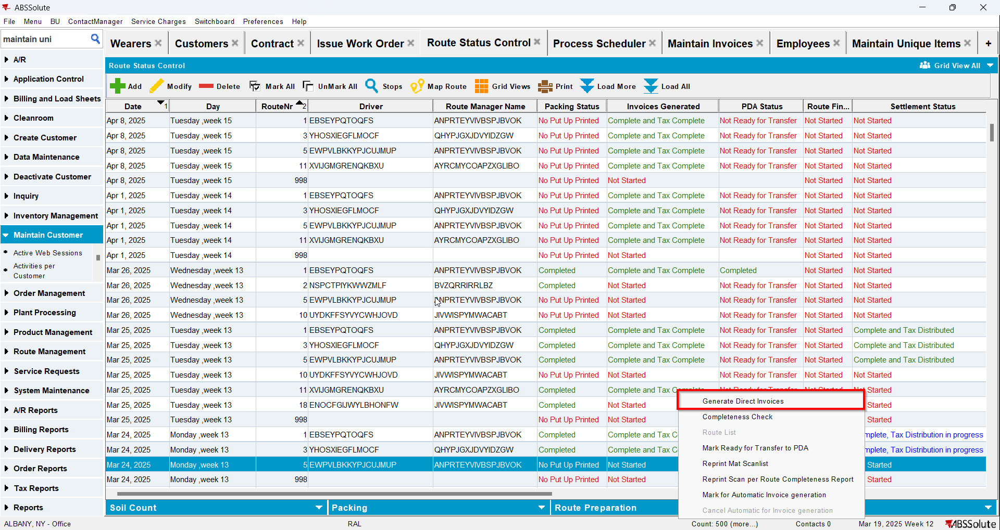 ABSSolute
File Menu BU ContactManager Service Charges Switchboard Preferences Help
maintain uni
Wearers Customers Contract Issue Work Order Route Status Control Process Scheduler Maintain Invoices Employees Maintain Unique Items +
Route Status Control Grid View All
Add Modify Delete Mark All UnMark All Stops Map Route Grid Views Print Load More Load All
A/R
Application Control
Billing and Load Sheets
Cleanroom
Create Customer
Data Maintenance
Deactivate Customer
Inquiry
Inventory Management
Maintain Customer
Active Web Sessions
Activities per
Customer
Order Management
Plant Processing
Product Management
Route Management
Service Requests
System Maintenance
A/R Reports
Billing Reports
Delivery Reports
Order Reports
Tax Reports
Reports
Date 1 Day RouteNr 2 Driver Route Manager Name Packing Status Invoices Generated PDA Status Route Fin... Settlement Status
Apr 8, 2025 Tuesday ,week 15 1 EBSEYPQTOQFS ANPRTEYVIVBSPJBVOK No Put Up Printed Complete and Tax Complete Not Ready for Transfer Not Started Not Started
Apr 8, 2025 Tuesday ,week 15 3 YHOSXIEGFLMOCF QHYPJGXJDVYIDZGW No Put Up Printed Complete and Tax Complete Not Ready for Transfer Not Started Not Started
Apr 8, 2025 Tuesday ,week 15 5 EWPVLBKKYPJCUJMUP ANPRTEYVIVBSPJBVOK No Put Up Printed Complete and Tax Complete Not Ready for Transfer Not Started Not Started
Apr 8, 2025 Tuesday ,week 15 11 XVIJGMGRENQKBXU AYRCMYCOAPZXGLIBO No Put Up Printed Complete and Tax Complete Not Ready for Transfer Not Started Not Started
Apr 8, 2025 Tuesday ,week 15 998 No Put Up Printed Not Started Not Started Not Started
Apr 1, 2025 Tuesday ,week 14 1 EBSEYPQTOQFS ANPRTEYVIVBSPJBVOK No Put Up Printed Complete and Tax Complete Not Ready for Transfer Not Started Not Started
Apr 1, 2025 Tuesday ,week 14 3 YHOSXIEGFLMOCF QHYPJGXJDVYIDZGW No Put Up Printed Complete and Tax Complete Not Ready for Transfer Not Started Not Started
Apr 1, 2025 Tuesday ,week 14 5 EWPVLBKKYPJCUJMUP ANPRTEYVIVBSPJBVOK No Put Up Printed Complete and Tax Complete Not Ready for Transfer Not Started Not Started
Apr 1, 2025 Tuesday ,week 14 11 XVIJGMGRENQKBXU AYRCMYCOAPZXGLIBO No Put Up Printed Complete and Tax Complete Not Ready for Transfer Not Started Not Started
Apr 1, 2025 Tuesday ,week 14 998 No Put Up Printed Not Started Not Started Not Started
Mar 26, 2025 Wednesday ,week 13 1 EBSEYPQTOQFS ANPRTEYVIVBSPJBVOK Completed Complete and Tax Complete Completed Not Started Not Started
Mar 26, 2025 Wednesday ,week 13 2 NSPCTPIYKWWZMLF BVZQRRIRRLBZ Completed Not Started Not Ready for Transfer Not Started Not Started
Mar 26, 2025 Wednesday ,week 13 5 EWPVLBKKYPJCUJMUP ANPRTEYVIVBSPJBVOK No Put Up Printed Not Started Not Ready for Transfer Not Started Not Started
Mar 26, 2025 Wednesday ,week 13 10 UYDKFFSYVYCWHJOVD JIVWISPYMWACABT No Put Up Printed Not Started Not Ready for Transfer Not Started Not Started
Mar 25, 2025 Tuesday ,week 13 1 EBSEYPQTOQFS ANPRTEYVIVBSPJBVOK Completed Complete and Tax Complete Not Ready for Transfer Not Started Complete and Tax Distributed
Mar 25, 2025 Tuesday ,week 13 3 YHOSXIEGFLMOCF QHYPJGXJDVYIDZGW Completed Complete and Tax Complete Not Ready for Transfer Not Started Complete and Tax Distributed
Mar 25, 2025 Tuesday ,week 13 5 EWPVLBKKYPJCUJMUP ANPRTEYVIVBSPJBVOK Completed Complete and Tax Complete Not Ready for Transfer Not Started Complete and Tax Distributed
Mar 25, 2025 Tuesday ,week 13 10 UYDKFFSYVYCWHJOVD JIVWISPYMWACABT No Put Up Printed Not Started Not Ready for Transfer Not Started Not Started
Mar 25, 2025 Tuesday ,week 13 11 XVIJGMGRENQKBXU AYRCMYCOAPZXGLIBO Completed Complete and Tax Complete Not Ready for Transfer Not Started Not Started
Mar 25, 2025 Tuesday ,week 13 18 ENOCFGIJWYLBHONFW JIVWISPYMWACABT Completed Not Started Started
Mar 25, 2025 Tuesday ,week 13 998 No Put Up Printed Not Started Started
Mar 24, 2025 Monday ,week 13 1 EBSEYPQTOQFS ANPRTEYVIVBSPJBVOK Completed Complete and Tax C mplete, Tax Distribution in progress
Mar 24, 2025 Monday ,week 13 3 YHOSXIEGFLMOCF QHYPJGXJDVYIDZGW Completed Complete and Tax C mplete, Tax Distribution in progress
Mar 24, 2025 Monday ,week 13 5 EWPVLBKKYPJCUJMUP ANPRTEYVIVBSPJBVOK No Put Up Printed Not Started Started
Mar 24, 2025 Monday ,week 13 998 No Put Up Printed Not Started Started
Generate Direct Invoices
Completeness Check
Route List
Mark Ready for Transfer to PDA
Reprint Mat Scanlist
Reprint Scan per Route Completeness Report
Mark for Automatic Invoice generation
Cancel Automatic for Invoice generation
Soil Count Packing Route Preparation
ALBANY, NY - Office RAL Count: 500 (more...) Contacts 0 Mar 19, 2025 Week 12 ABSSolute